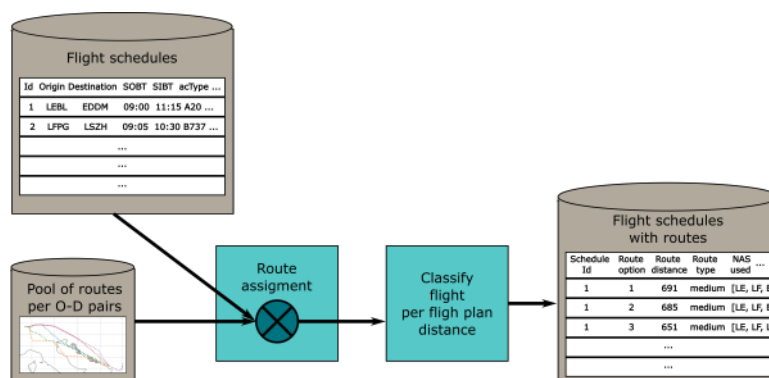 Flight schedules
Id Origin Destination SOBT SIBT acType ...
1 LEBL EDDM 09:00 11:15 A20 ...
2 LFPG LSZH 09:05 10:30 B737 ...
...
...
...
Pool of routes
per O-D pairs
Route
assigment
Classify
flight
per fligh plan
distance
Flight schedules
with routes
Schedule Route Route Route NAS ...
Id option distance type used
1 1 691 medium [LE, LF, E
1 2 685 medium [LE, LF, E
1 3 651 medium [LE, LF, L
...
...